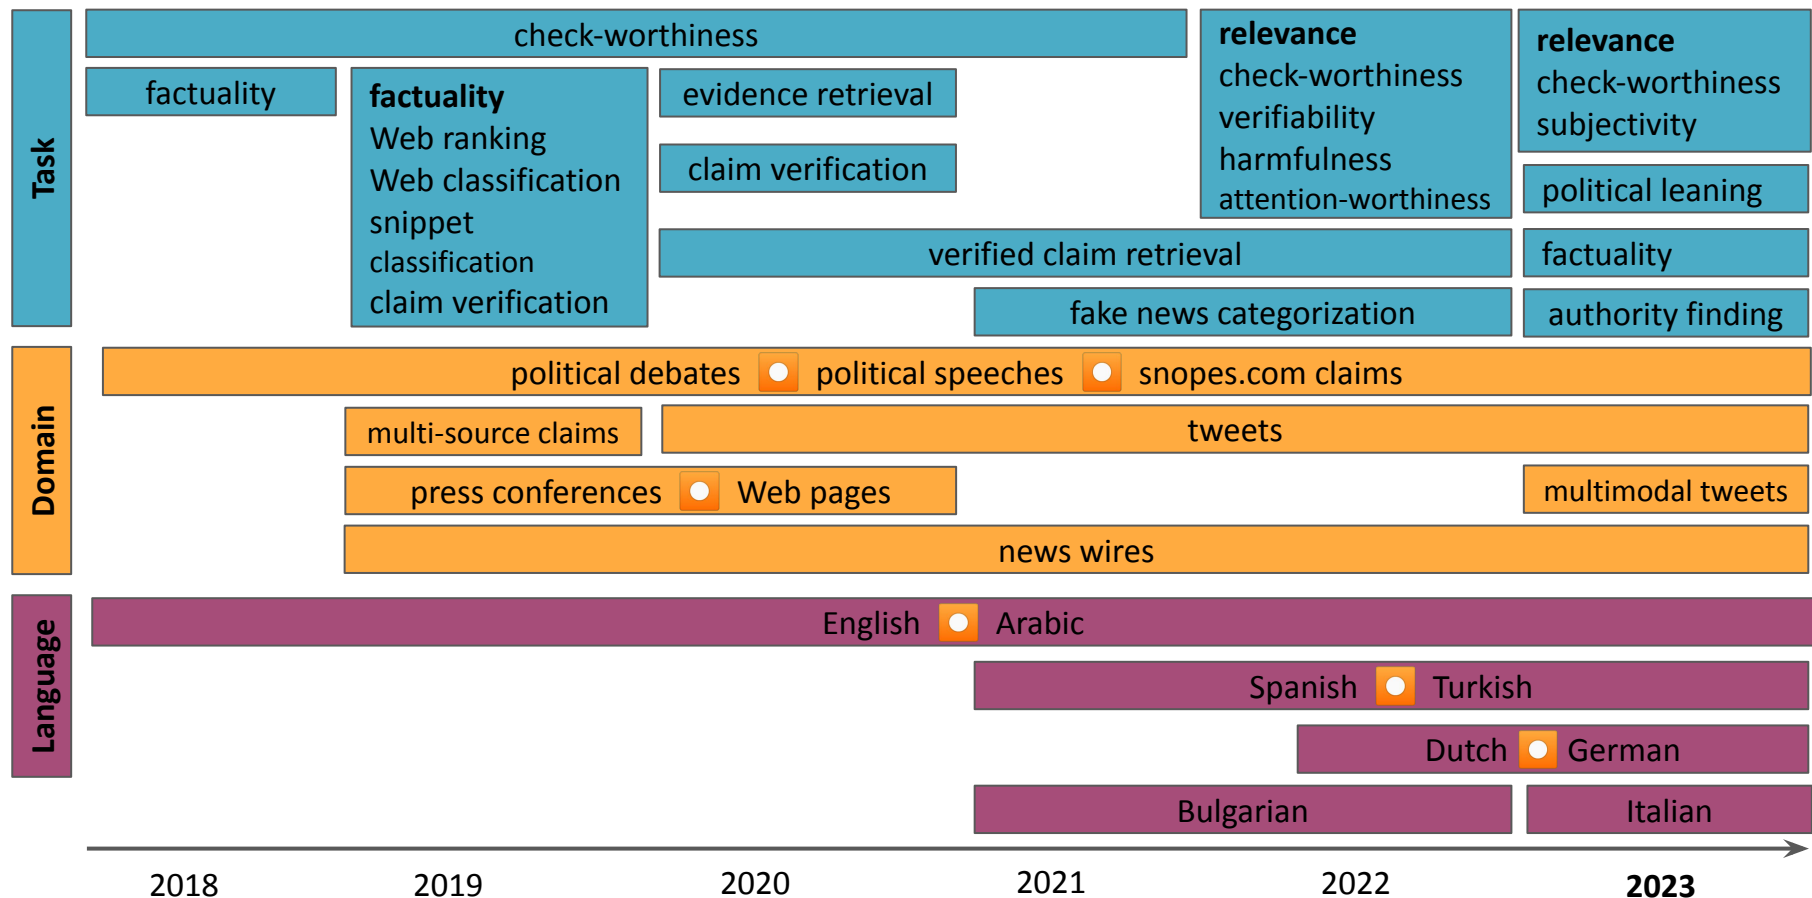 Task
check-worthiness
factuality
factuality
Web ranking
Web classification
snippet
classification
claim verification
evidence retrieval
claim verification
verified claim retrieval
fake news categorization
relevance
check-worthiness
verifiability
harmfulness
attention-worthiness
relevance
check-worthiness
subjectivity
political leaning
factuality
authority finding
Domain
political debates political speeches snopes.com claims
multi-source claims
tweets
press conferences Web pages
multimodal tweets
news wires
Language
English Arabic
Spanish Turkish
Dutch German
Bulgarian
Italian
2018 2019 2020 2021 2022 2023